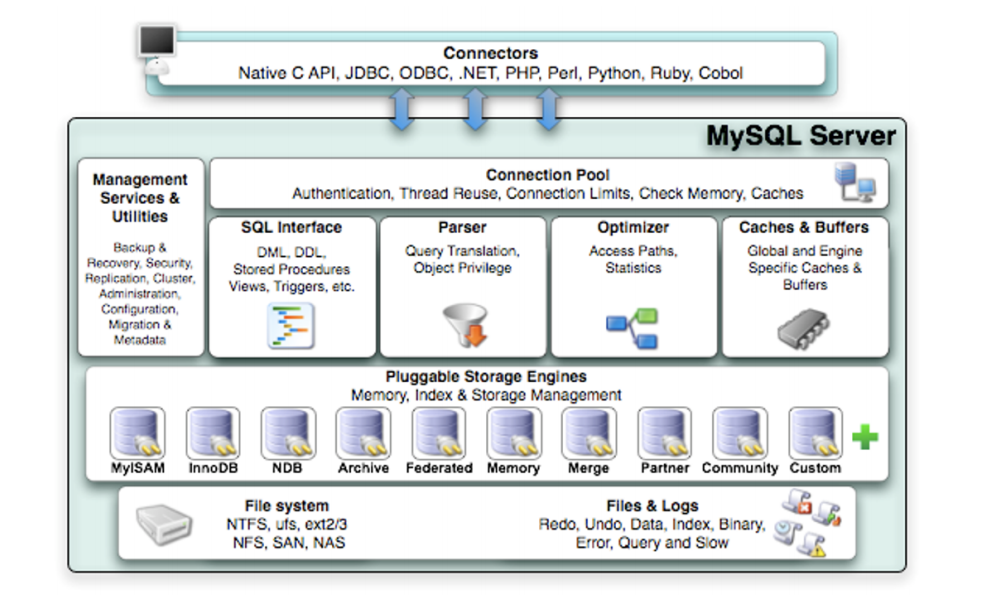 Connectors
Native C API, JDBC, ODBC, .NET, PHP, Perl, Python, Ruby, Cobol
MySQL Server
Management
Services &
Utilities
Backup &
Recovery, Security,
Replication, Cluster,
Administration,
Configuration,
Migration &
Metadata
Connection Pool
Authentication, Thread Reuse, Connection Limits, Check Memory, Caches
SQL Interface
DML, DDL,
Stored Procedures
Views, Triggers, etc.
Parser
Query Translation,
Object Privilege
Optimizer
Access Paths,
Statistics
Caches & Buffers
Global and Engine
Specific Caches &
Buffers
Pluggable Storage Engines
Memory, Index & Storage Management
MyISAM
InnoDB
NDB
Archive
Federated
Memory
Merge
Partner
Community
Custom
File system
NTFS, ufs, ext2/3
NFS, SAN, NAS
Files & Logs
Redo, Undo, Data, Index, Binary,
Error, Query and Slow